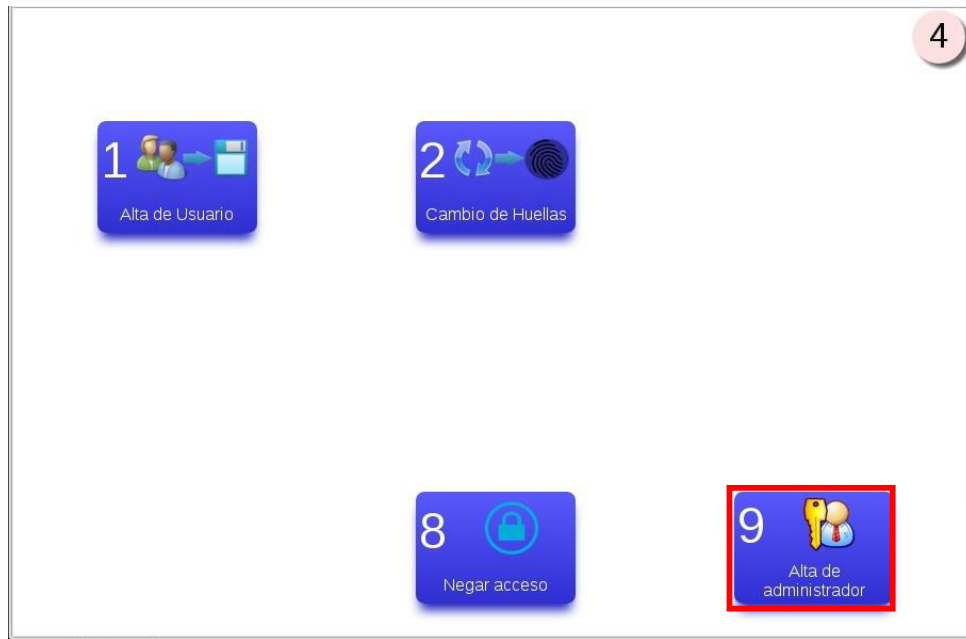 4
1
Alta de Usuario
2
Cambio de Huellas
8
Negar acceso
9
Alta de
administrador